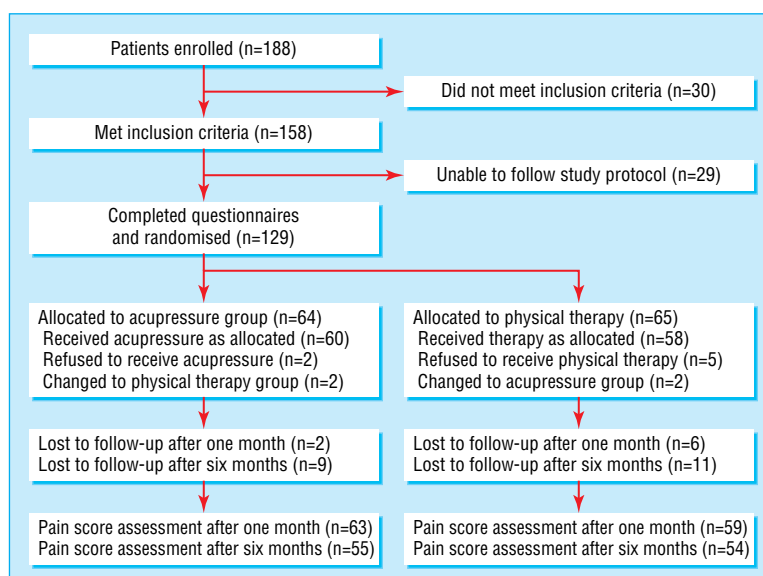 Patients enrolled (n=188)
Did not meet inclusion criteria (n=30)
Met inclusion criteria (n=158)
Unable to follow study protocol (n=29)
Completed questionnaires
and randomised (n=129)
Allocated to acupressure group (n=64)
Received acupressure as allocated (n=60)
Refused to receive acupressure (n=2)
Changed to physical therapy group (n=2)
Allocated to physical therapy (n=65)
Received therapy as allocated (n=58)
Refused to receive physical therapy (n=5)
Changed to acupressure group (n=2)
Lost to follow-up after one month (n=2)
Lost to follow-up after six months (n=9)
Lost to follow-up after one month (n=6)
Lost to follow-up after six months (n=11)
Pain score assessment after one month (n=63)
Pain score assessment after six months (n=55)
Pain score assessment after one month (n=59)
Pain score assessment after six months (n=54)